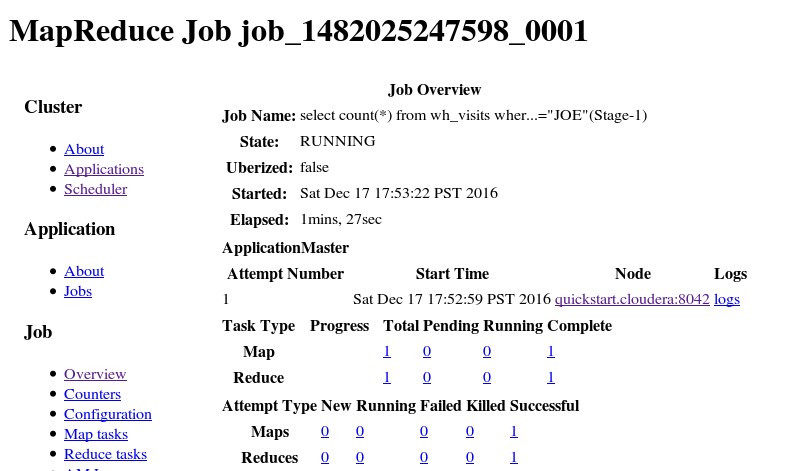 MapReduce Job job_1482025247598_0001
Cluster
About
Applications
Scheduler
Application
About
Jobs
Job
Overview
Counters
Configuration
Map tasks
Reduce tasks
Job Overview
Job Name: select count(*) from wh_visits wher...="JOE"(Stage-1)
State: RUNNING
Uberized: false
Started: Sat Dec 17 17:53:22 PST 2016
Elapsed: 1mins, 27sec
ApplicationMaster
Attempt Number Start Time Node Logs
1 Sat Dec 17 17:52:59 PST 2016 quickstart.cloudera:8042 logs
Task Type Progress Total Pending Running Complete
Map 1 0 0 1
Reduce 1 0 0 1
Attempt Type New Running Failed Killed Successful
Maps 0 0 0 0 1
Reduces 0 0 0 0 1